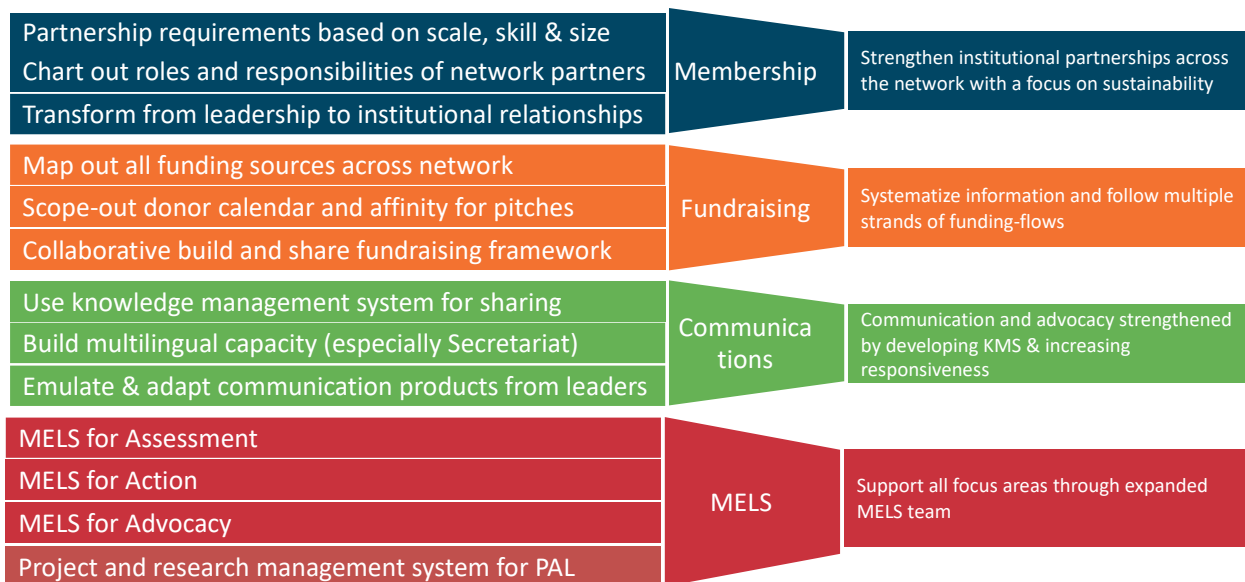 Partnership requirements based on scale, skill & size
Chart out roles and responsibilities of network partners
Transform from leadership to institutional relationships
Membership
Strengthen institutional partnerships across
the network with a focus on sustainability
Map out all funding sources across network
Scope-out donor calendar and affinity for pitches
Collaborative build and share fundraising framework
Fundraising
Systematize information and follow multiple
strands of funding-flows
Use knowledge management system for sharing
Build multilingual capacity (especially Secretariat)
Emulate & adapt communication products from leaders
Communica
tions
Communication and advocacy strengthened
by developing KMS & increasing
responsiveness
MELS for Assessment
MELS for Action
MELS for Advocacy
Project and research management system for PAL
MELS
Support all focus areas through expanded
MELS team